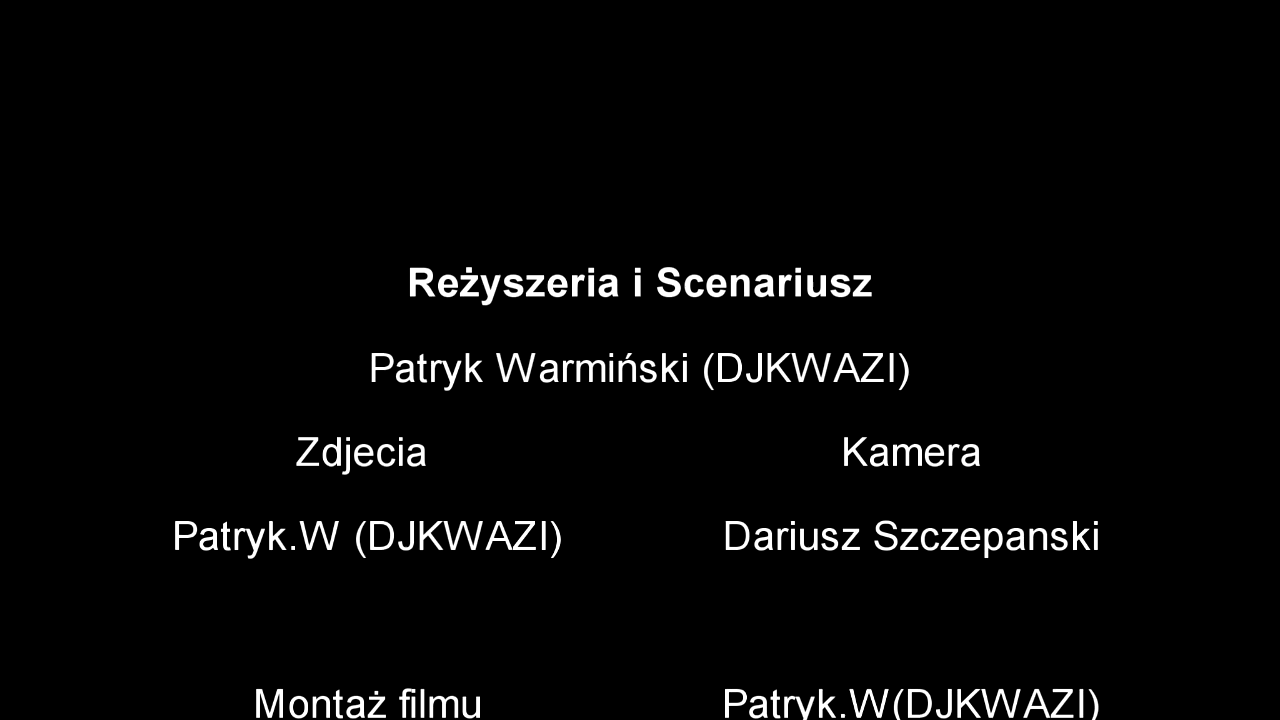 Reżyszeria i Scenariusz
Patryk Warmiński (DJKWAZI)
Zdjecia Kamera
Patryk.W (DJKWAZI) Dariusz Szczepanski
Montaż filmu Patryk.W(DJKWAZI)